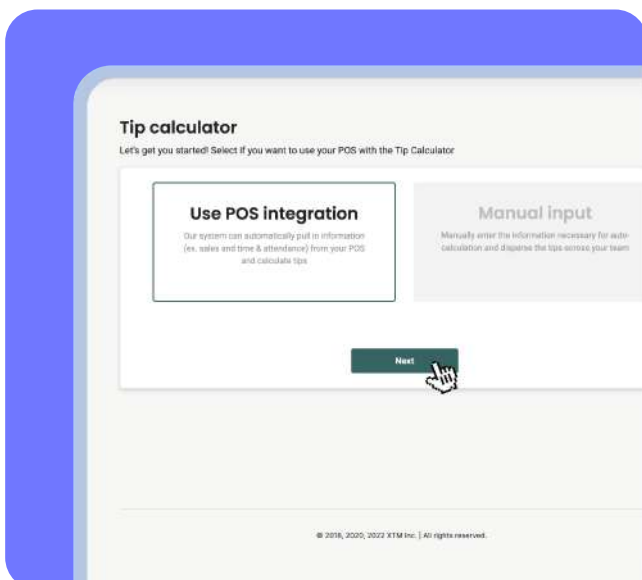 Tip calculator
Let's get you started! Select if you want to use your POS with the Tip Calculator
Use POS integration
Our system can automatically pull in information
(ex. sales and time & attendance) from your POS
and calculate tips
Manual input
Manually enter the information necessary for auto-
calculation and disperse the tips across your team
Next
© 2018, 2020, 2022 XTM Inc. | All rights reserved.